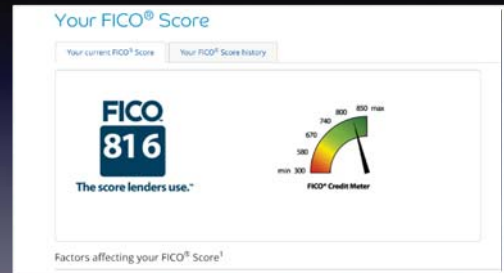 Your FICO® Score
Your current FICO® Score
Your FICO® Score history
FICO
816
The score lenders use.™
850 max
800
740
670
580
min 300
FICO® Credit Meter
Factors affecting your FICO® Score¹